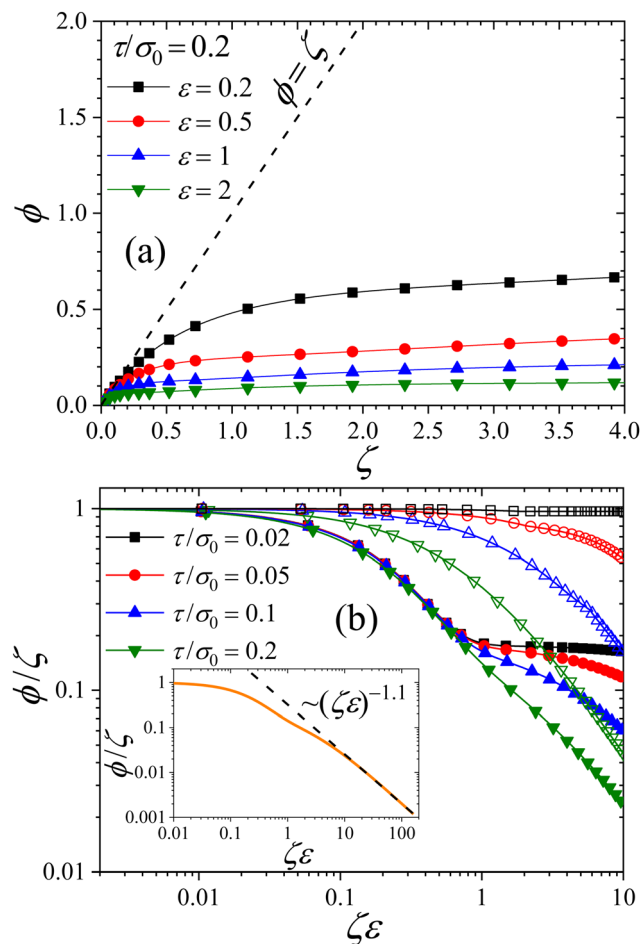 2.0
1.5
1.0
0.5
0.0
ϕ
τ/σ₀ = 0.2
ε = 0.2
ε = 0.5
ε = 1
ε = 2
ϕ = ζ
(a)
0.0 0.5 1.0 1.5 2.0 2.5 3.0 3.5 4.0
ζ
1
0.1
0.01
ϕ/ζ
τ/σ₀ = 0.02
τ/σ₀ = 0.05
τ/σ₀ = 0.1
τ/σ₀ = 0.2
(b)
1
0.1
0.01
0.001
ϕ/ζ
~(ζε)⁻¹·¹
0.01 0.1 1 10 100
ζε
0.01 0.1 1 10
ζε